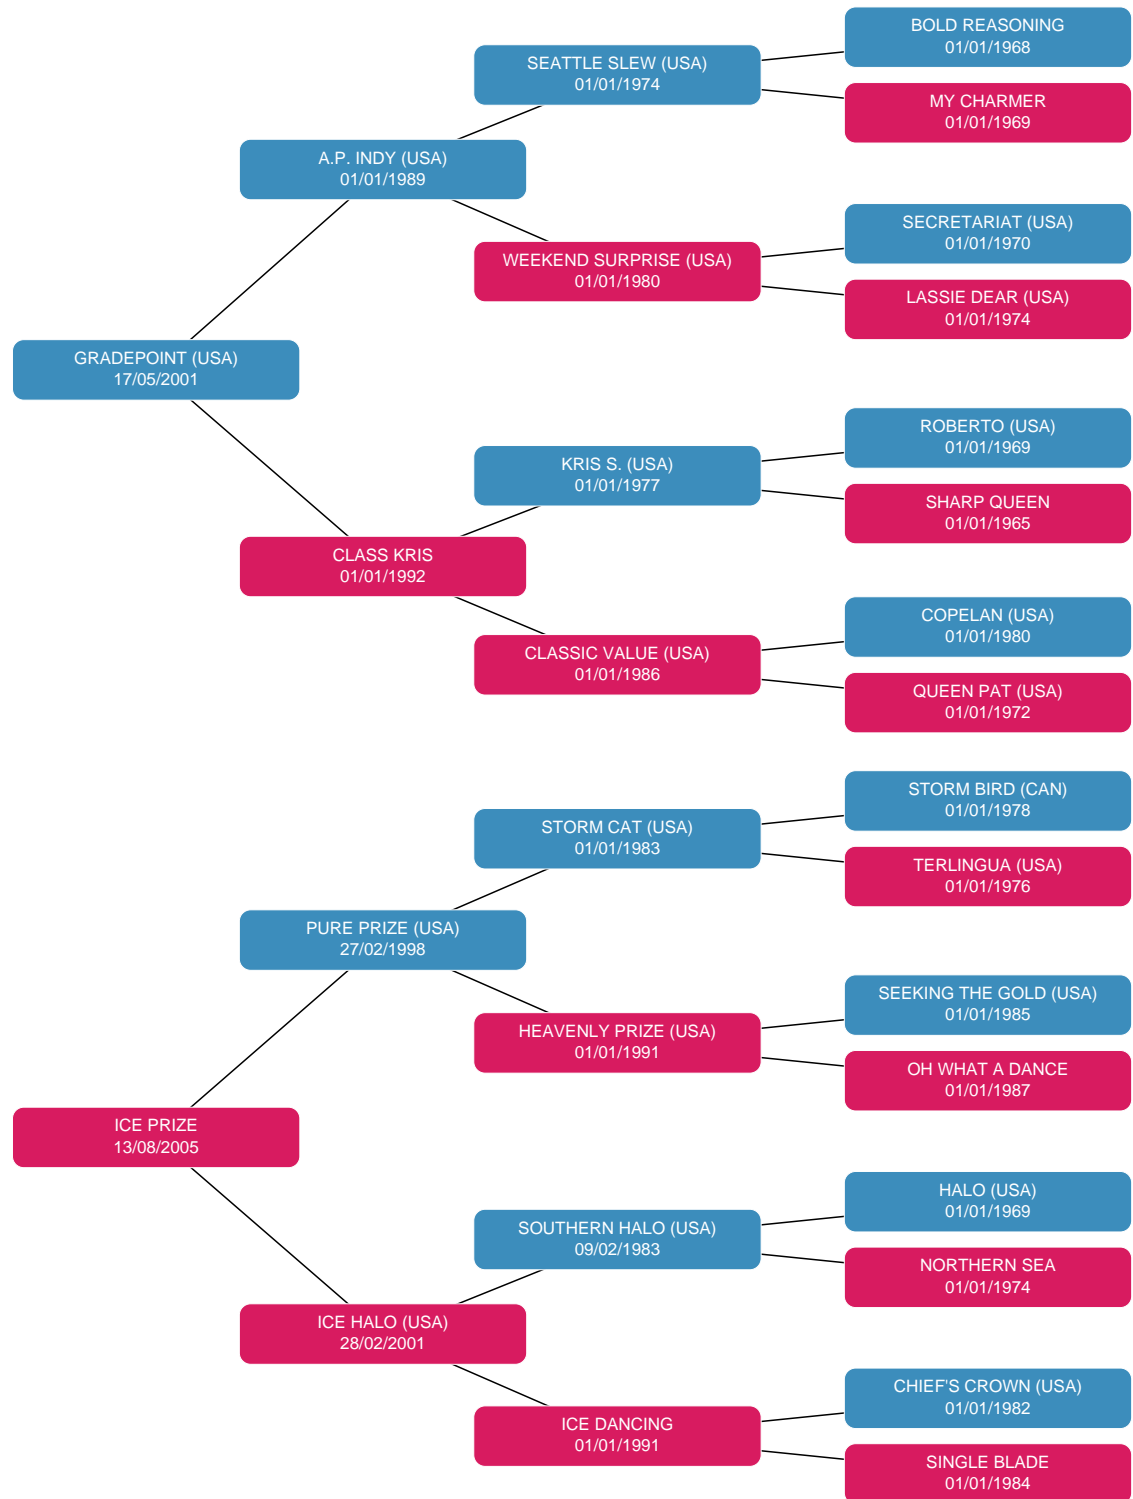 BOLD REASONING
01/01/1968
SEATTLE SLEW (USA)
01/01/1974
MY CHARMER
01/01/1969
A.P. INDY (USA)
01/01/1989
SECRETARIAT (USA)
01/01/1970
WEEKEND SURPRISE (USA)
01/01/1980
LASSIE DEAR (USA)
01/01/1974
GRADEPOINT (USA)
17/05/2001
ROBERTO (USA)
01/01/1969
KRIS S. (USA)
01/01/1977
SHARP QUEEN
01/01/1965
CLASS KRIS
01/01/1992
COPELAN (USA)
01/01/1980
CLASSIC VALUE (USA)
01/01/1986
QUEEN PAT (USA)
01/01/1972
STORM BIRD (CAN)
01/01/1978
STORM CAT (USA)
01/01/1983
TERLINGUA (USA)
01/01/1976
PURE PRIZE (USA)
27/02/1998
SEEKING THE GOLD (USA)
01/01/1985
HEAVENLY PRIZE (USA)
01/01/1991
OH WHAT A DANCE
01/01/1987
ICE PRIZE
13/08/2005
HALO (USA)
01/01/1969
SOUTHERN HALO (USA)
09/02/1983
NORTHERN SEA
01/01/1974
ICE HALO (USA)
28/02/2001
CHIEF'S CROWN (USA)
01/01/1982
ICE DANCING
01/01/1991
SINGLE BLADE
01/01/1984